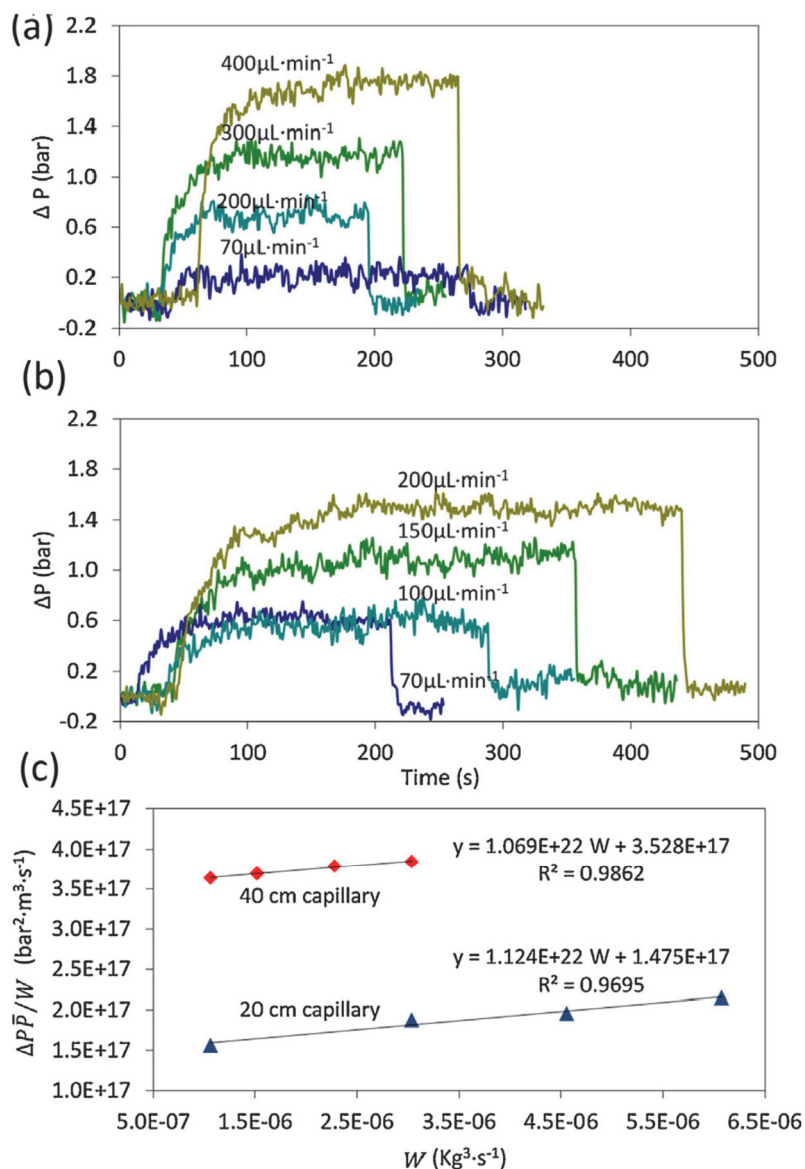 (a)
2.2
1.8
1.4
1.0
0.6
0.2
-0.2
Δ P (bar)
400µL·min⁻¹
300µL·min⁻¹
200µL·min⁻¹
70µL·min⁻¹
0 100 200 300 400 500
(b)
2.2
1.8
1.4
1.0
0.6
0.2
-0.2
ΔP (bar)
200µL·min⁻¹
150µL·min⁻¹
100µL·min⁻¹
70µL·min⁻¹
0 100 200 300 400 500
Time (s)
(c)
4.5E+17
4.0E+17
3.5E+17
3.0E+17
2.5E+17
2.0E+17
1.5E+17
1.0E+17
ΔPP̄/W (bar²·m³·s⁻¹)
y = 1.069E+22 W + 3.528E+17
R² = 0.9862
40 cm capillary
y = 1.124E+22 W + 1.475E+17
R² = 0.9695
20 cm capillary
5.0E-07 1.5E-06 2.5E-06 3.5E-06 4.5E-06 5.5E-06 6.5E-06
W (Kg³·s⁻¹)